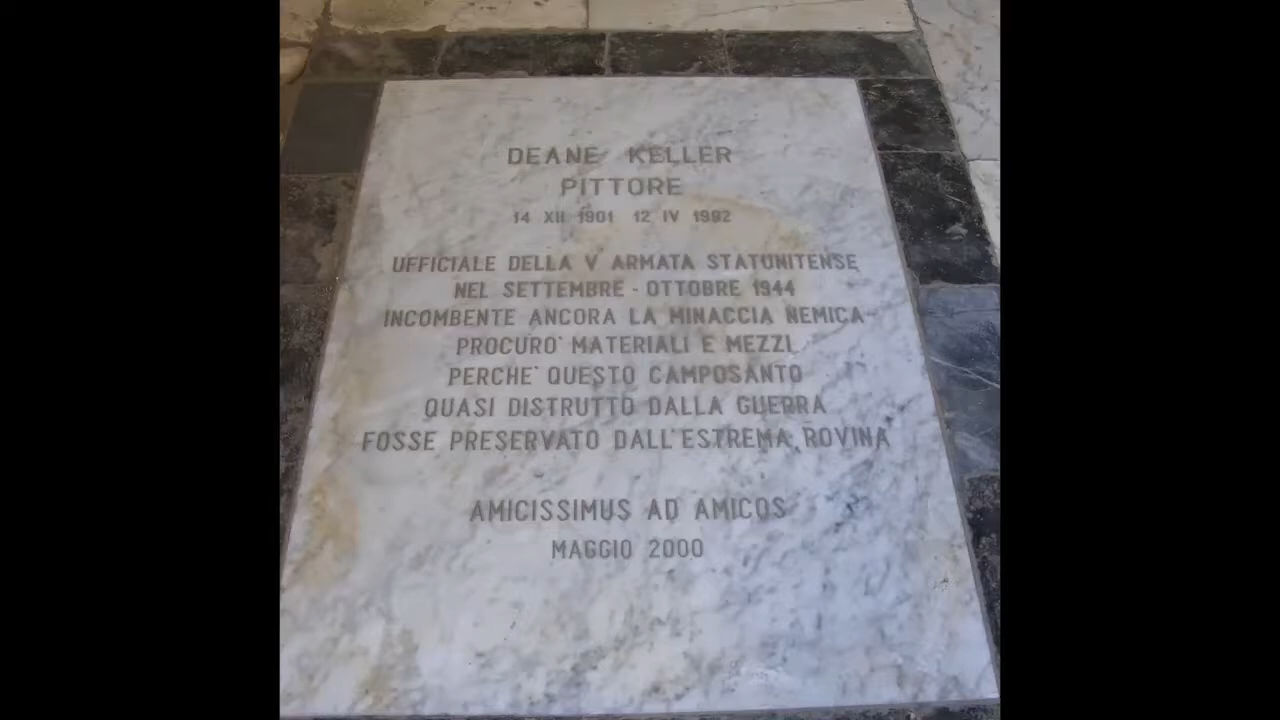 DEANE KELLER
PITTORE
14 XII 1901 12 IV 1992
UFFICIALE DELLA V ARMATA STATUNITENSE
NEL SETTEMBRE - OTTOBRE 1944
INCOMBENTE ANCORA LA MINACCIA NEMICA
PROCURO' MATERIALI E MEZZI
PERCHE' QUESTO CAMPOSANTO
QUASI DISTRUTTO DALLA GUERRA
FOSSE PRESERVATO DALL'ESTREMA ROVINA
AMICISSIMUS AD AMICOS
MAGGIO 2000